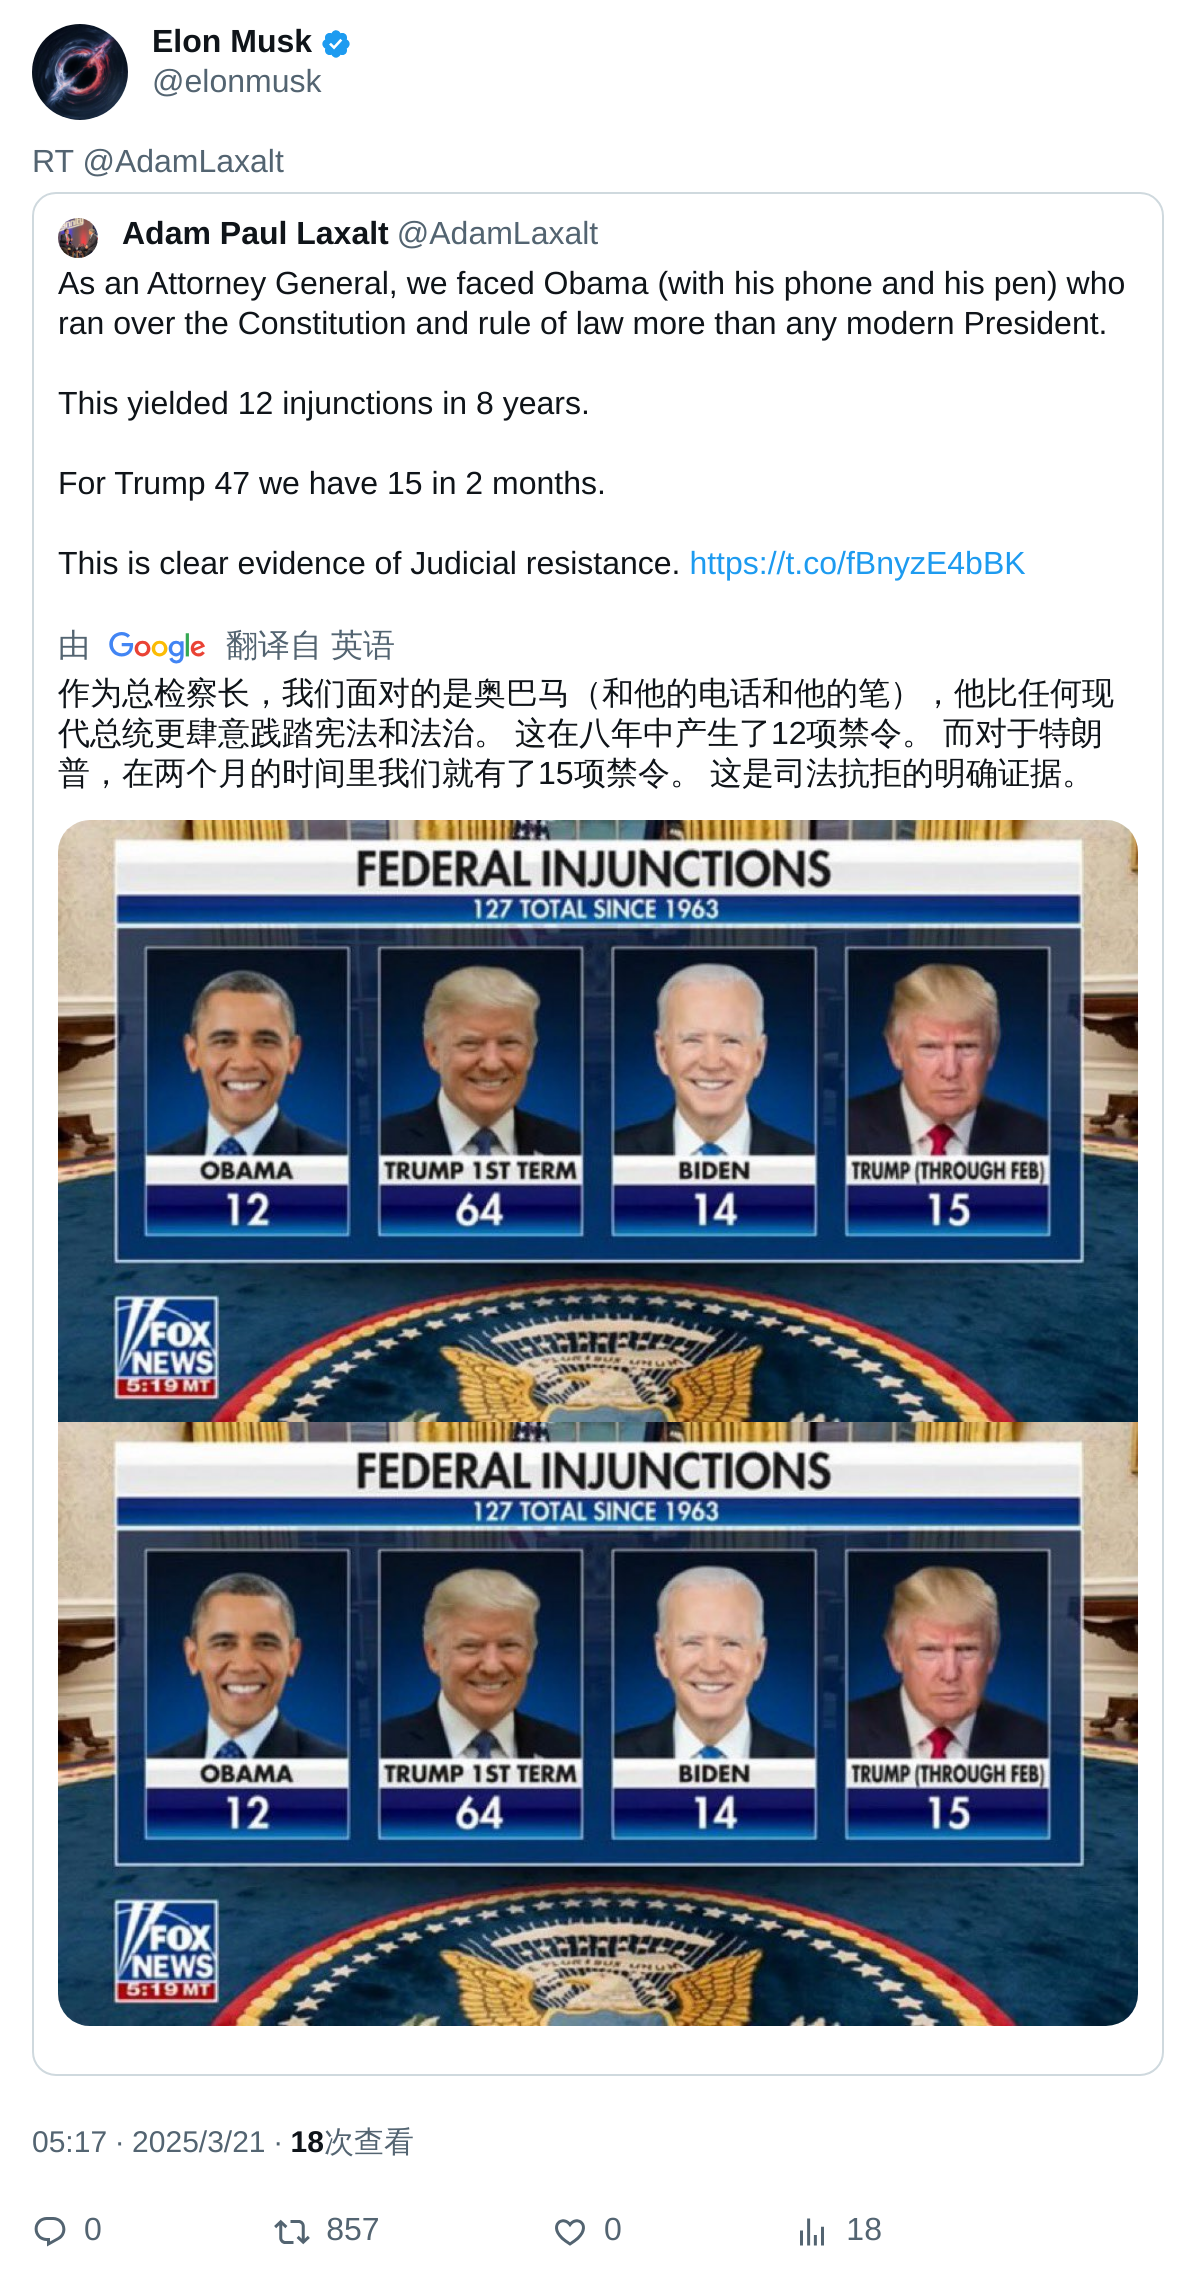 Elon Musk
@elonmusk
RT @AdamLaxalt
Adam Paul Laxalt @AdamLaxalt
As an Attorney General, we faced Obama (with his phone and his pen) who
ran over the Constitution and rule of law more than any modern President.
This yielded 12 injunctions in 8 years.
For Trump 47 we have 15 in 2 months.
This is clear evidence of Judicial resistance. https://t.co/fBnyzE4bBK
由 Google 翻译自 英语
作为总检察长，我们面对的是奥巴马（和他的电话和他的笔），他比任何现
代总统更肆意践踏宪法和法治。 这在八年中产生了12项禁令。 而对于特朗
普，在两个月的时间里我们就有了15项禁令。 这是司法抗拒的明确证据。
FEDERAL INJUNCTIONS
127 TOTAL SINCE 1963
OBAMA TRUMP 1ST TERM BIDEN TRUMP (THROUGH FEB)
12 64 14 15
FOX
NEWS
5:19 MT
FEDERAL INJUNCTIONS
127 TOTAL SINCE 1963
OBAMA TRUMP 1ST TERM BIDEN TRUMP (THROUGH FEB)
12 64 14 15
FOX
NEWS
5:19 MT
05:17 · 2025/3/21 · 18次查看
0 857 0 18